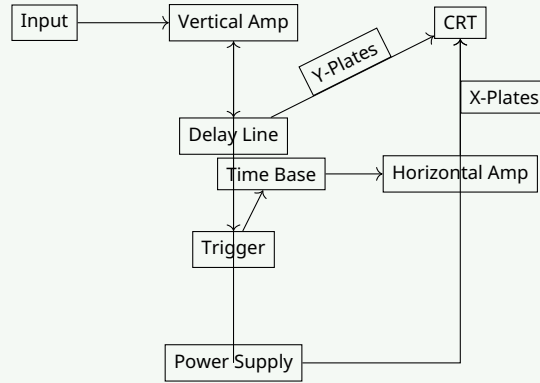 Input
Vertical Amp
CRT
Y-Plates
X-Plates
Delay Line
Time Base
Horizontal Amp
Trigger
Power Supply